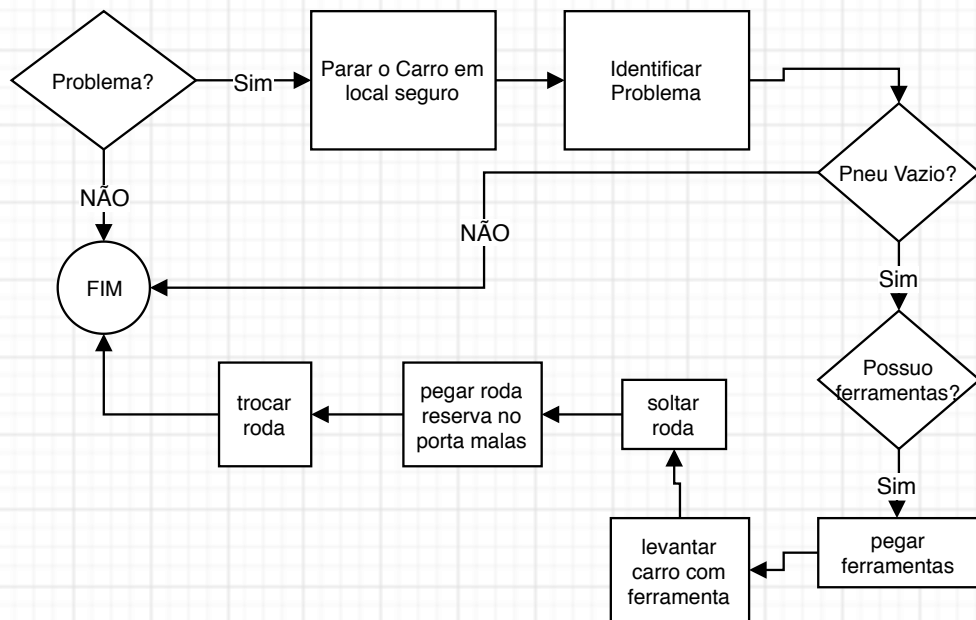 Problema?
Sim
Parar o Carro em
local seguro
Identificar
Problema
Pneu Vazio?
NÃO
NÃO
FIM
Sim
Possuo
ferramentas?
Sim
pegar
ferramentas
levantar
carro com
ferramenta
soltar
roda
pegar roda
reserva no
porta malas
trocar
roda